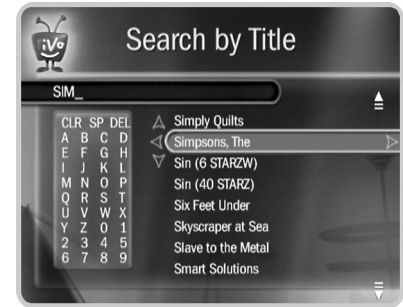 TiVo
Search by Title
SIM_
CLR SP DEL
A B C D
E F G H
I J K L
M N O P
Q R S T
U V W X
Y Z 0 1
2 3 4 5
6 7 8 9
Simply Quilts
Simpsons, The
Sin (6 STARZW)
Sin (40 STARZ)
Six Feet Under
Skyscraper at Sea
Slave to the Metal
Smart Solutions